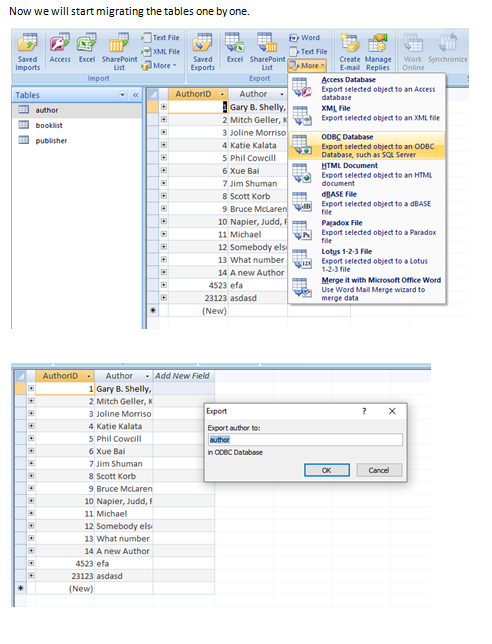 Now we will start migrating the tables one by one.
Saved Imports
Access
Excel
SharePoint List
Text File
XML File
More
Import
Saved Exports
Excel
SharePoint List
Word
Text File
More
Export
Create E-mail
Manage Replies
Work Online
Synchronize
Tables
author
booklist
publisher
AuthorID Author
1 Gary B. Shelly,
2 Mitch Geller, K
3 Joline Morriso
4 Katie Kalata
5 Phil Cowcill
6 Xue Bai
7 Jim Shuman
8 Scott Korb
9 Bruce McLaren
10 Napier, Judd, F
11 Michael
12 Somebody else
13 What number
14 A new Author
4523 efa
23123 asdasd
(New)
Access Database
Export selected object to an Access
database
XML File
Export selected object to an XML file
ODBC Database
Export selected object to an ODBC
Database, such as SQL Server
HTML Document
Export selected object to an HTML
document
dBASE File
Export selected object to a dBASE
file
Paradox File
Export selected object to a Paradox
file
Lotus 1-2-3 File
Export selected object to a Lotus
1-2-3 file
Merge it with Microsoft Office Word
Use Word Mail Merge wizard to
merge data
AuthorID Author Add New Field
1 Gary B. Shelly,
2 Mitch Geller, K
3 Joline Morriso
4 Katie Kalata
5 Phil Cowcill
6 Xue Bai
7 Jim Shuman
8 Scott Korb
9 Bruce McLaren
10 Napier, Judd, F
11 Michael
12 Somebody else
13 What number
14 A new Author
4523 efa
23123 asdasd
(New)
Export
? X
Export author to:
author
in ODBC Database
OK
Cancel